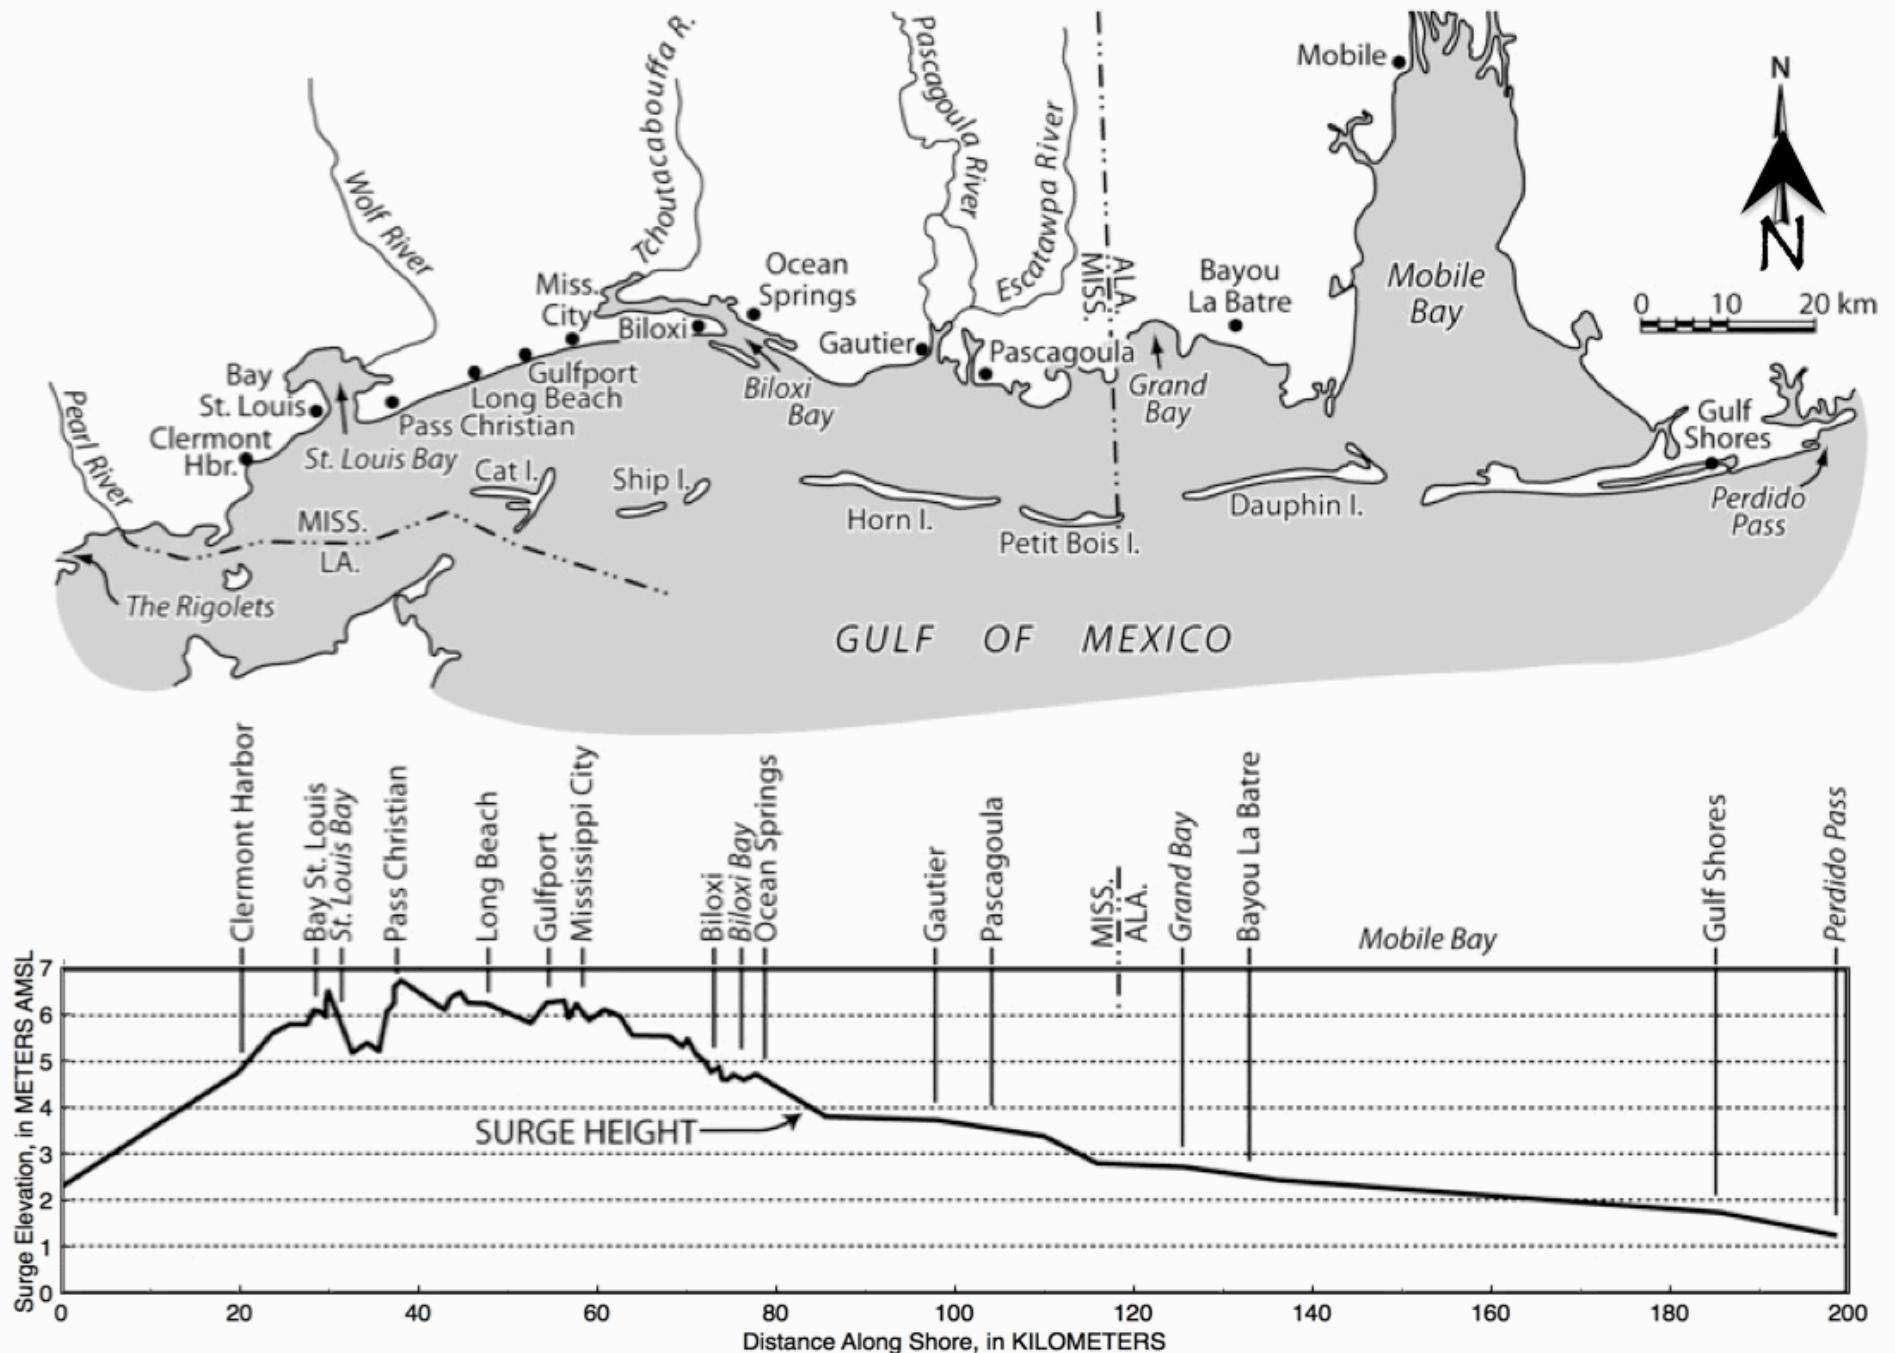 Tchoutacabouffa R.
Pascagoula River
Mobile
N
Escatawpa River
Wolf River
N
MISS.
ALA.
Ocean
Springs
Bayou
La Batre
Mobile
Bay
Miss.
City
0 10 20 km
Biloxi
Gautier
Pascagoula
Bay
St. Louis
Gulfport
Long Beach
Biloxi
Bay
Grand
Bay
Pearl River
Pass Christian
Gulf
Shores
Clermont
Hbr.
St. Louis Bay
Cat I.
Ship I.
Horn I.
Petit Bois I.
Dauphin I.
Perdido
Pass
MISS.
LA.
The Rigolets
GULF OF MEXICO
Clermont Harbor
Bay St. Louis
St. Louis Bay
Pass Christian
Long Beach
Gulfport
Mississippi City
Biloxi
Biloxi Bay
Ocean Springs
Gautier
Pascagoula
MISS.
ALA.
Grand Bay
Bayou La Batre
Mobile Bay
Gulf Shores
Perdido Pass
Surge Elevation, in METERS AMSL
7
6
5
4
3
2
1
0
SURGE HEIGHT
0 20 40 60 80 100 120 140 160 180 200
Distance Along Shore, in KILOMETERS